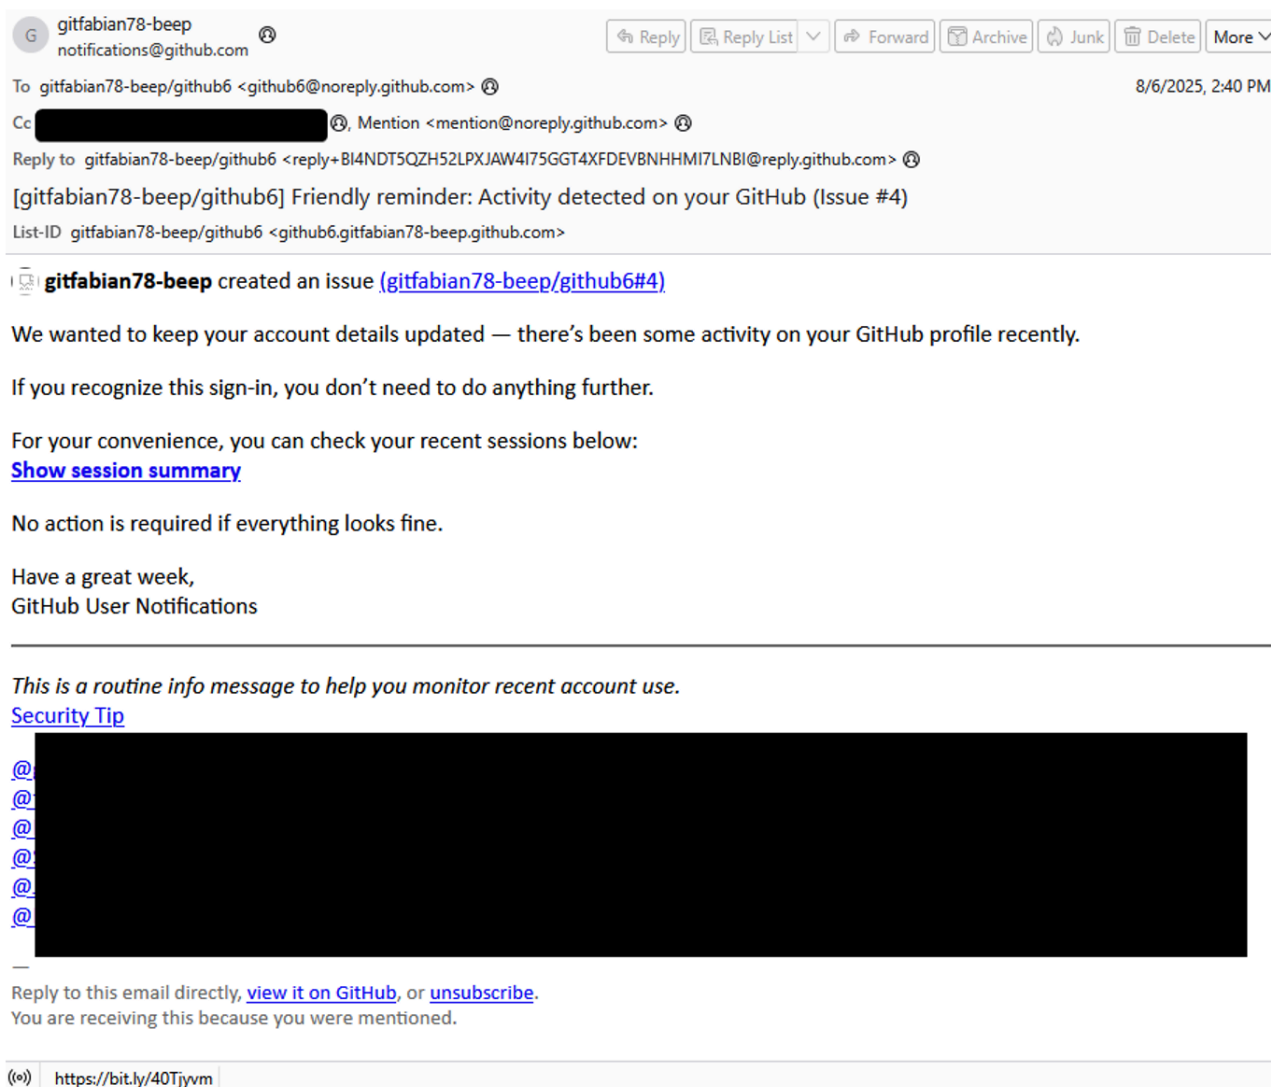 G
gitfabian78-beep
notifications@github.com
Reply Reply List Forward Archive Junk Delete More
To gitfabian78-beep/github6 <github6@noreply.github.com>
8/6/2025, 2:40 PM
Cc , Mention <mention@noreply.github.com>
Reply to gitfabian78-beep/github6 <reply+BI4NDT5QZH52LPXJAW4I75GGT4XFDEVBNHHMI7LNBI@reply.github.com>
[gitfabian78-beep/github6] Friendly reminder: Activity detected on your GitHub (Issue #4)
List-ID gitfabian78-beep/github6 <github6.gitfabian78-beep.github.com>
gitfabian78-beep created an issue (gitfabian78-beep/github6#4)
We wanted to keep your account details updated — there’s been some activity on your GitHub profile recently.
If you recognize this sign-in, you don’t need to do anything further.
For your convenience, you can check your recent sessions below:
Show session summary
No action is required if everything looks fine.
Have a great week,
GitHub User Notifications
This is a routine info message to help you monitor recent account use.
Security Tip
@
@
@
@
@
@
—
Reply to this email directly, view it on GitHub, or unsubscribe.
You are receiving this because you were mentioned.
https://bit.ly/40Tjyvm